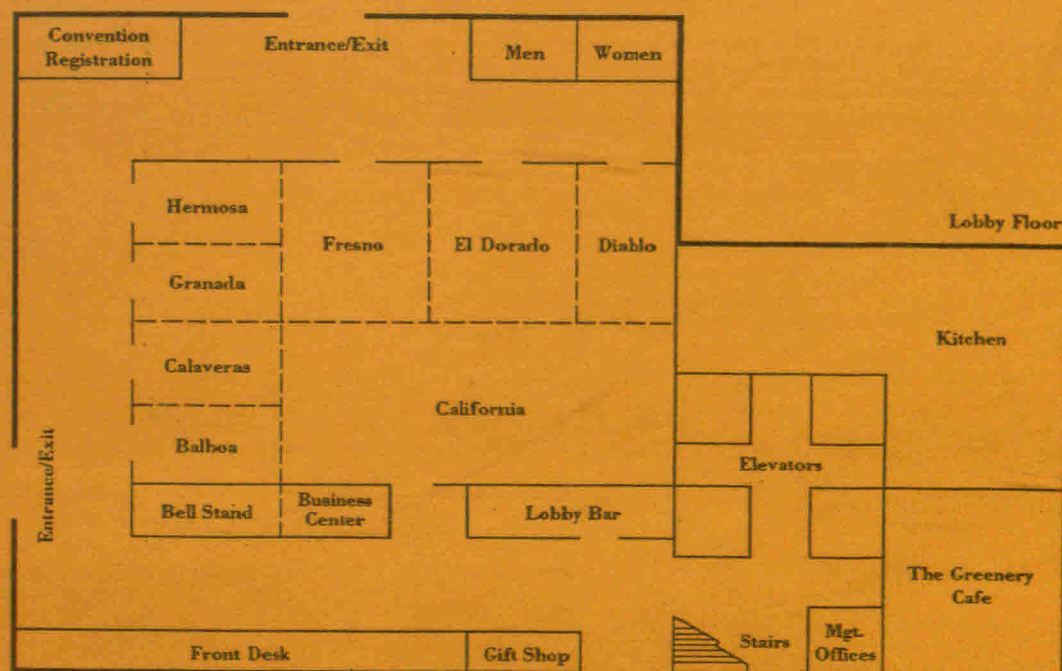 Convention
Registration
Entrance/Exit
Men
Women
Hermosa
Fresno
El Dorado
Diablo
Lobby Floor
Granada
Kitchen
Calaveras
California
Balboa
Elevators
Entrance/Exit
Bell Stand
Business
Center
Lobby Bar
The Greenery
Cafe
Front Desk
Gift Shop
Stairs
Mgt.
Offices